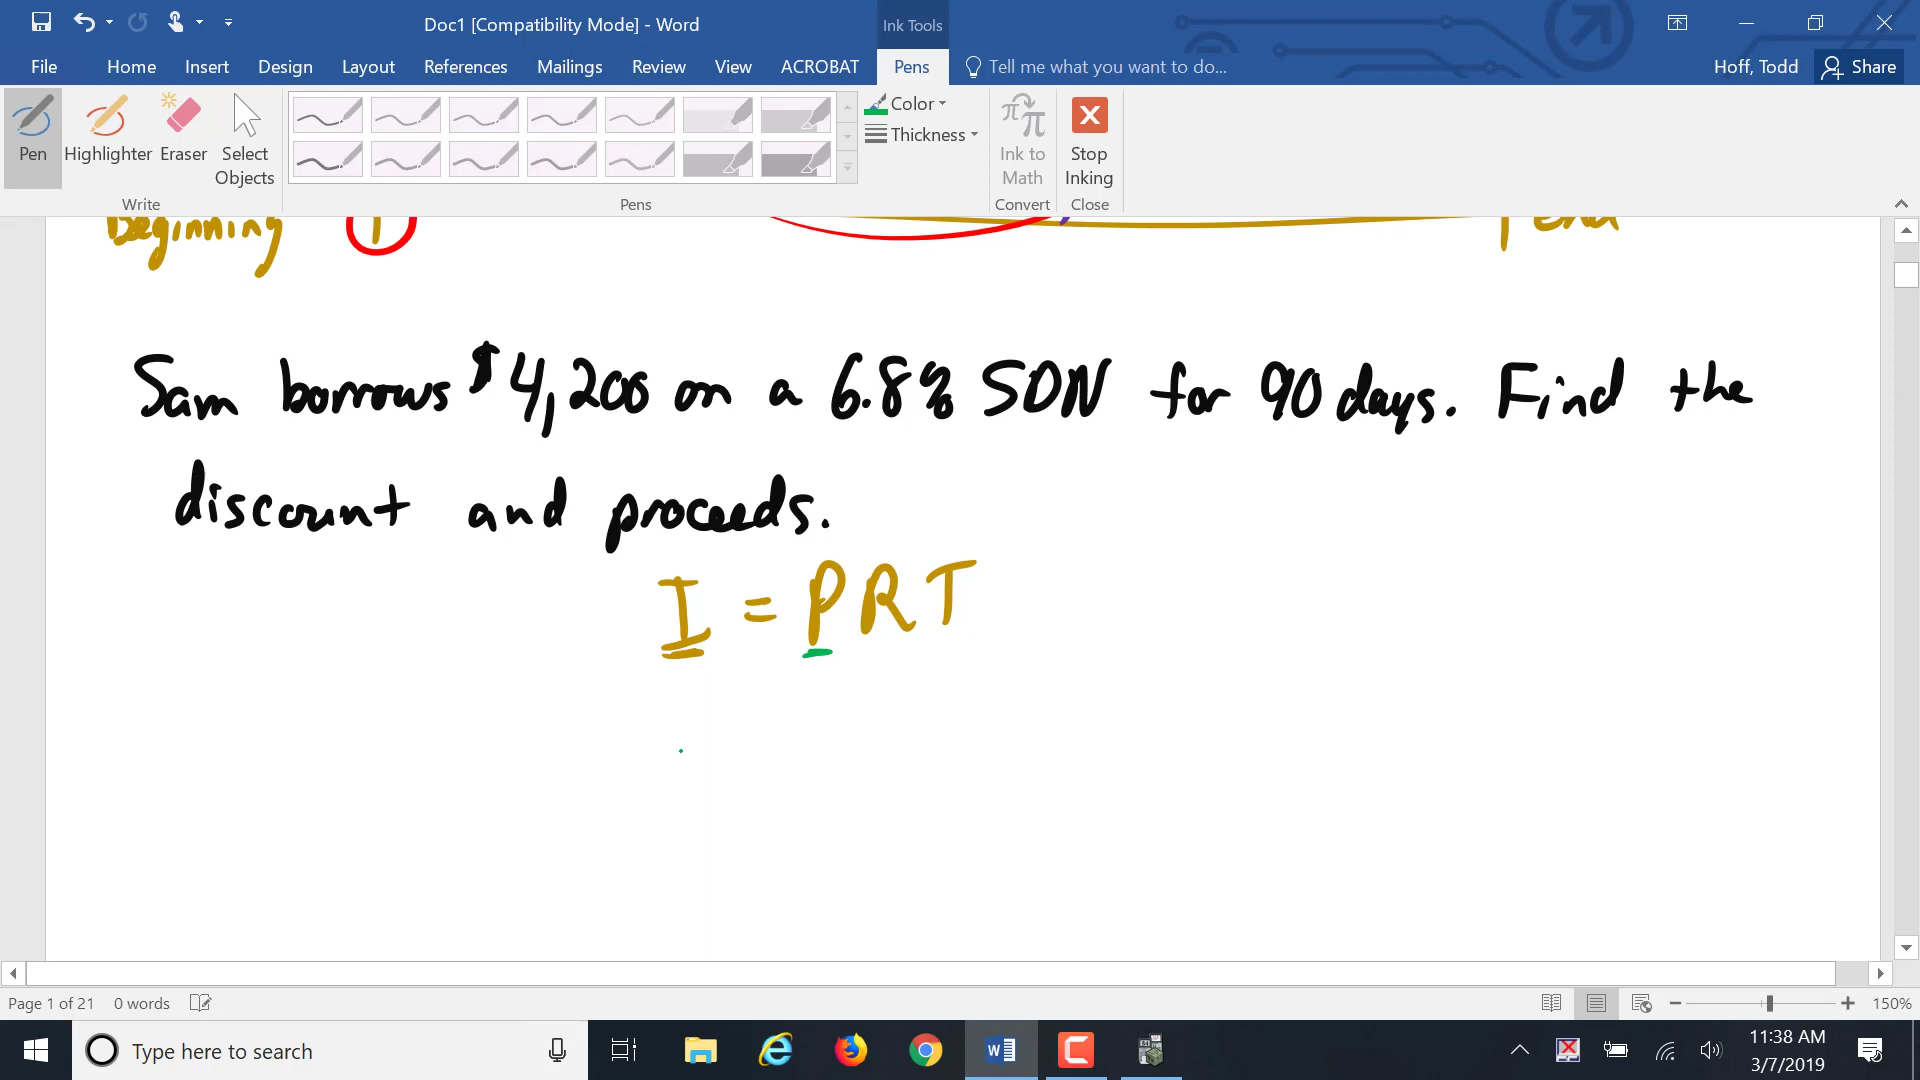 Doc1 [Compatibility Mode] - Word
Ink Tools
File Home Insert Design Layout References Mailings Review View ACROBAT Pens Tell me what you want to do... Hoff, Todd Share
Pen Highlighter Eraser Select Objects
Color
Thickness
Ink to Math
Stop Inking
Write Pens Convert Close
Beginning 1 end
Sam borrows $4,200 on a 6.8% SDN for 90 days. Find the
discount and proceeds.
I = PRT
Page 1 of 21 0 words 150%
Type here to search
11:38 AM
3/7/2019